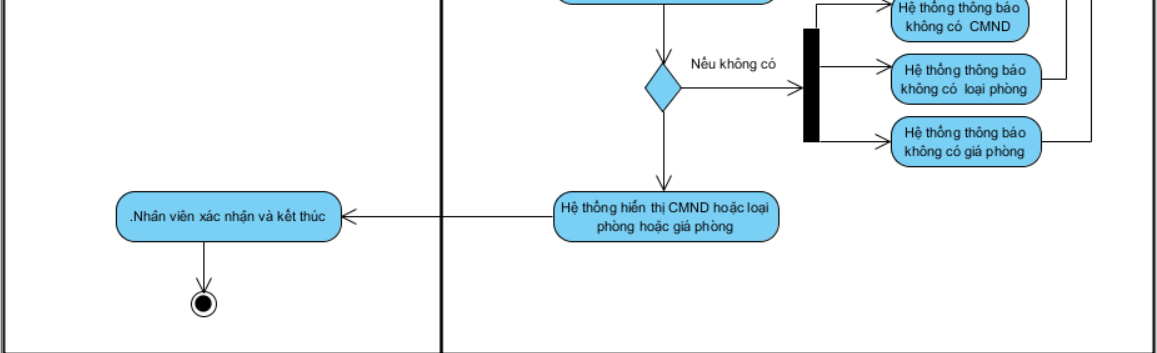 Hệ thống thông báo
không có CMND
Nếu không có
Hệ thống thông báo
không có loại phòng
Hệ thống thông báo
không có giá phòng
.Nhân viên xác nhận và kết thúc
Hệ thống hiển thị CMND hoặc loại
phòng hoặc giá phòng